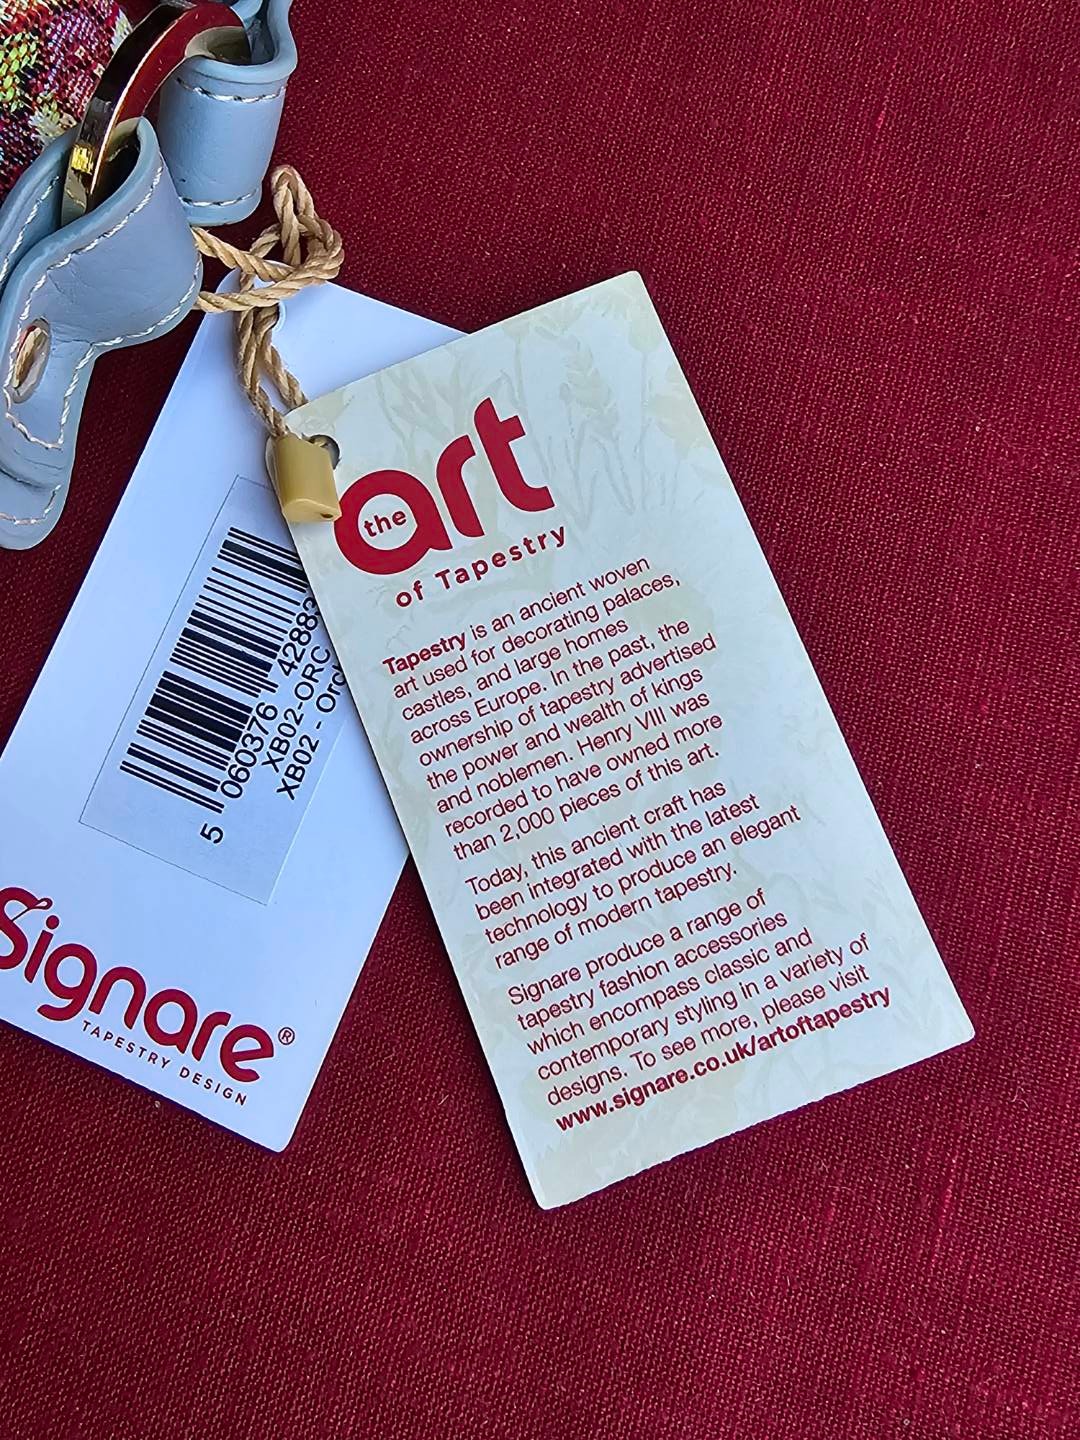 the art
of Tapestry
Tapestry is an ancient woven
art used for decorating palaces,
castles, and large homes
across Europe. In the past, the
ownership of tapestry advertised
the power and wealth of kings
and noblemen. Henry VIII was
recorded to have owned more
than 2,000 pieces of this art.
Today, this ancient craft has
been integrated with the latest
technology to produce an elegant
range of modern tapestry.
Signare produce a range of
tapestry fashion accessories
which encompass classic and
contemporary styling in a variety of
designs. To see more, please visit
www.signare.co.uk/artoftapestry
5 060376 42883
XB02-ORC
XB02 - Orc
Signare®
TAPESTRY DESIGN